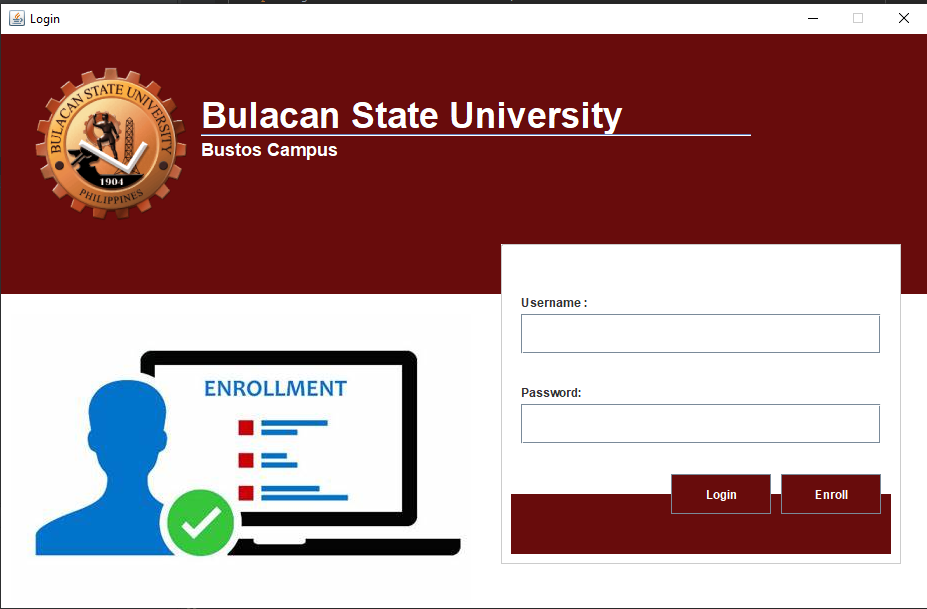 Login
BULACAN STATE UNIVERSITY
1904
PHILIPPINES
Bulacan State University
Bustos Campus
Username :
ENROLLMENT
Password:
Login
Enroll